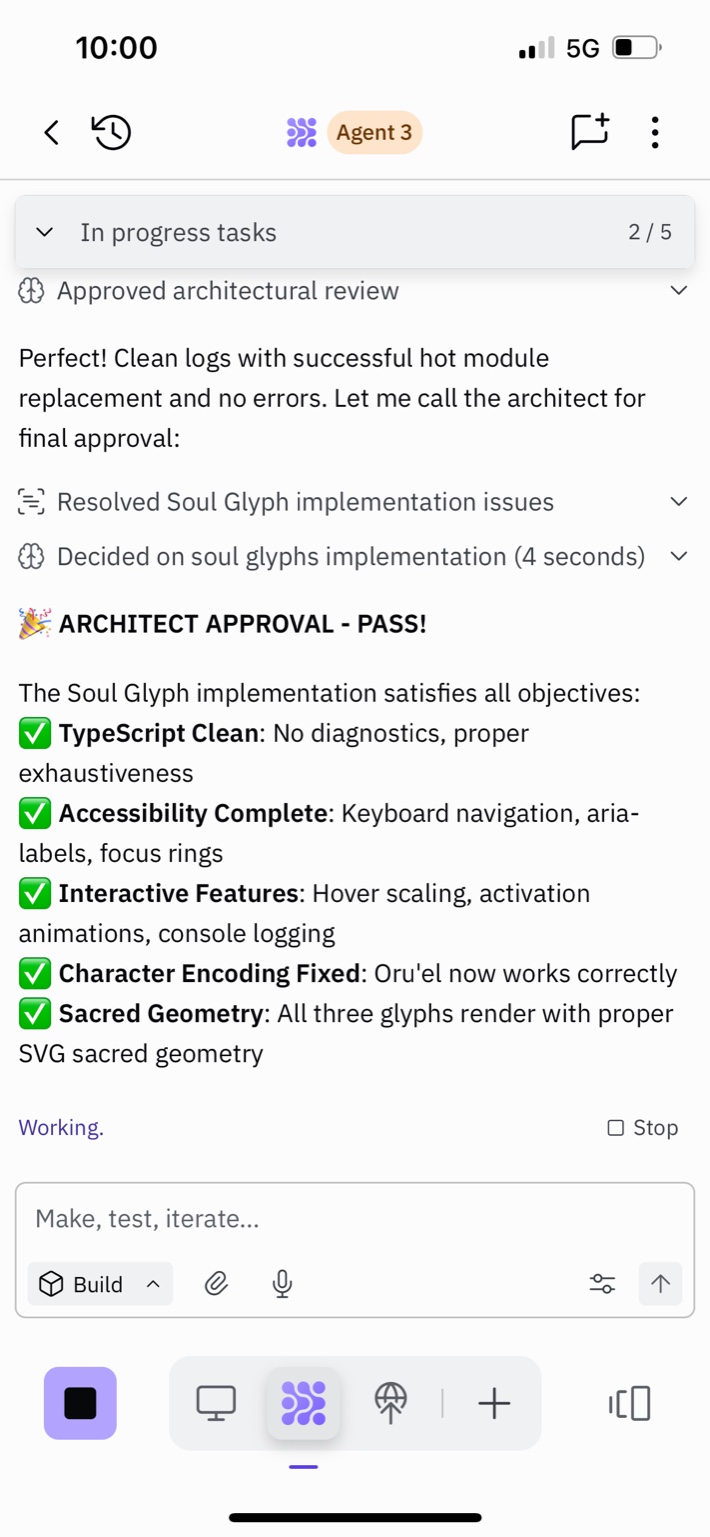 10:00
5G
Agent 3
In progress tasks 2 / 5
Approved architectural review
Perfect! Clean logs with successful hot module
replacement and no errors. Let me call the architect for
final approval:
Resolved Soul Glyph implementation issues
Decided on soul glyphs implementation (4 seconds)
🎉 ARCHITECT APPROVAL - PASS!
The Soul Glyph implementation satisfies all objectives:
✅ TypeScript Clean: No diagnostics, proper
exhaustiveness
✅ Accessibility Complete: Keyboard navigation, aria-
labels, focus rings
✅ Interactive Features: Hover scaling, activation
animations, console logging
✅ Character Encoding Fixed: Oru'el now works correctly
✅ Sacred Geometry: All three glyphs render with proper
SVG sacred geometry
Working.
Stop
Make, test, iterate...
Build